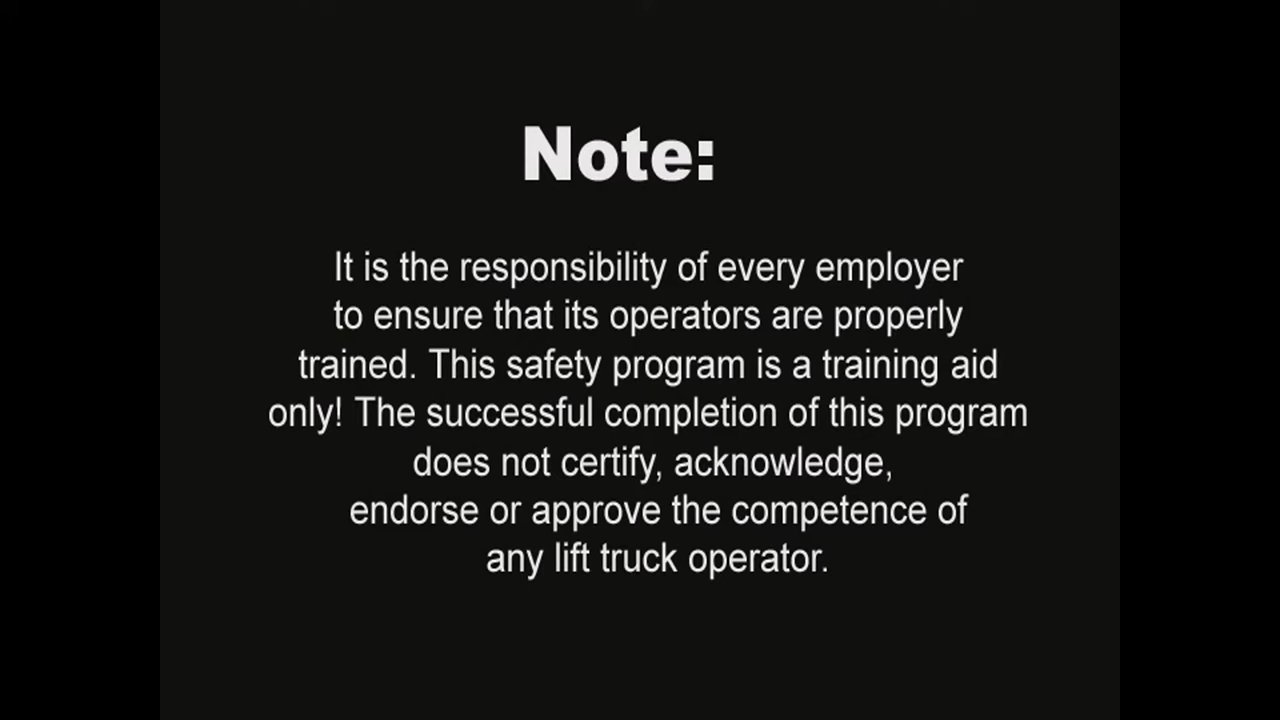 Note:
It is the responsibility of every employer
to ensure that its operators are properly
trained. This safety program is a training aid
only! The successful completion of this program
does not certify, acknowledge,
endorse or approve the competence of
any lift truck operator.